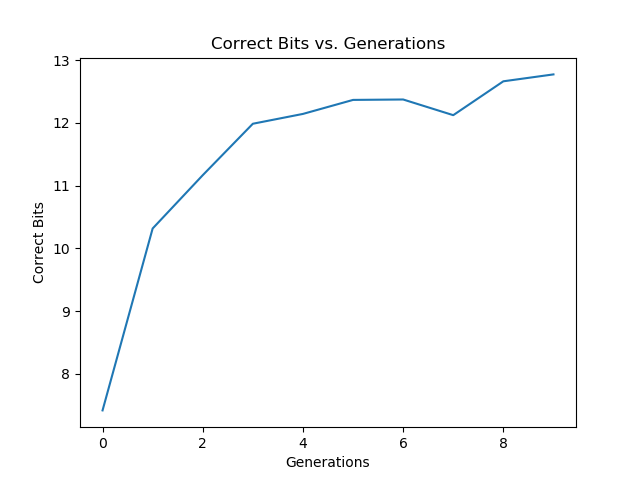 Correct Bits vs. Generations
13
12
11
10
9
8
Correct Bits
0 2 4 6 8
Generations